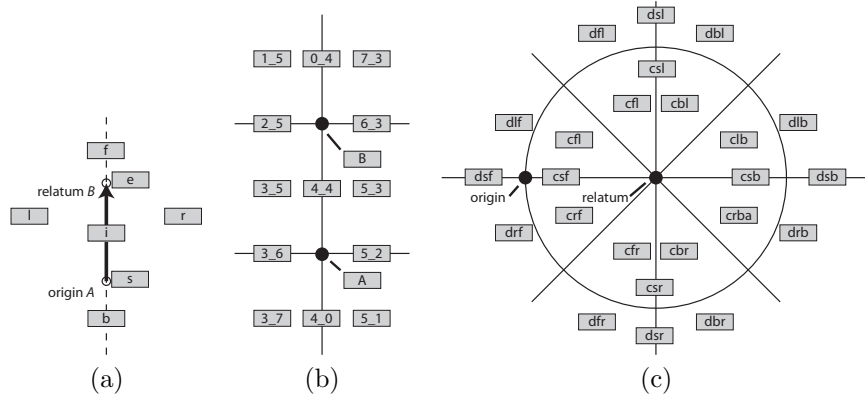 f
e
relatum B
l
r
i
s
origin A
b
(a)
1_5 0_4 7_3
2_5 6_3
B
3_5 4_4 5_3
3_6 5_2
A
3_7 4_0 5_1
(b)
dsl
dfl dbl
csl
cfl cbl
dlf dlb
cfl clb
dsf csf csb dsb
origin relatum
crf crba
drf drb
cfr cbr
csr
dfr dbr
dsr
(c)